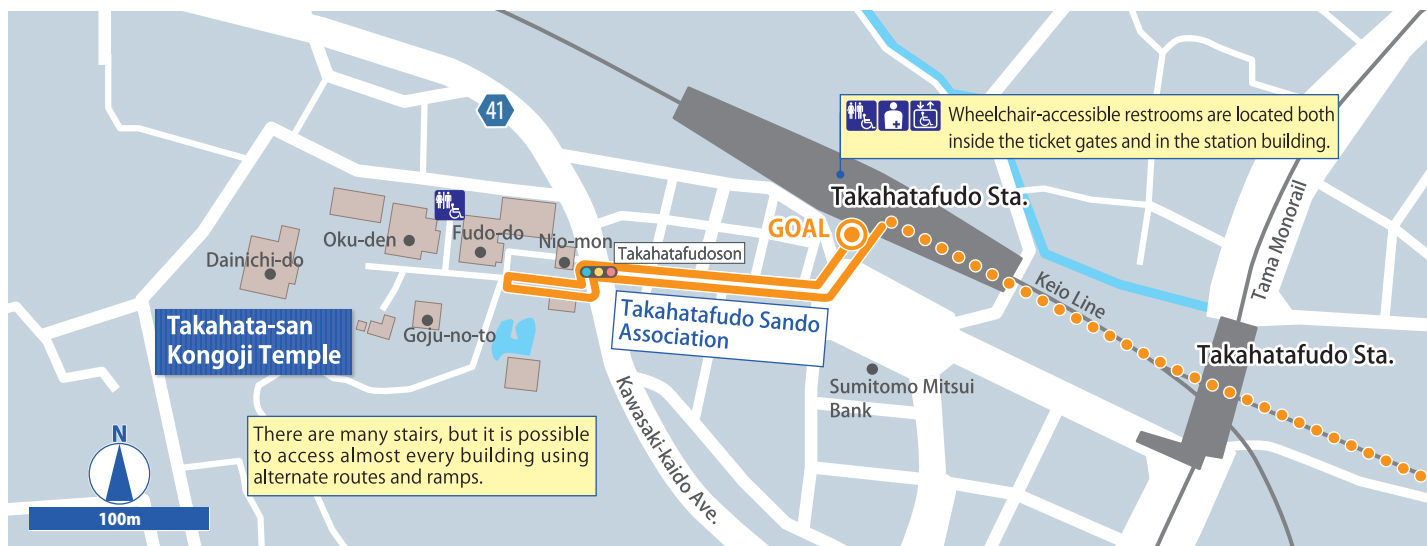 41
Wheelchair-accessible restrooms are located both
inside the ticket gates and in the station building.
Takahatafudo Sta.
GOAL
Tama Monorail
Oku-den
Fudo-do
Nio-mon
Takahatafudoson
Dainichi-do
Keio Line
Takahatafudo Sando
Association
Takahata-san
Kongoji Temple
Goju-no-to
Takahatafudo Sta.
Sumitomo Mitsui
Bank
Kawasaki-kaido Ave.
There are many stairs, but it is possible
to access almost every building using
alternate routes and ramps.
N
100m